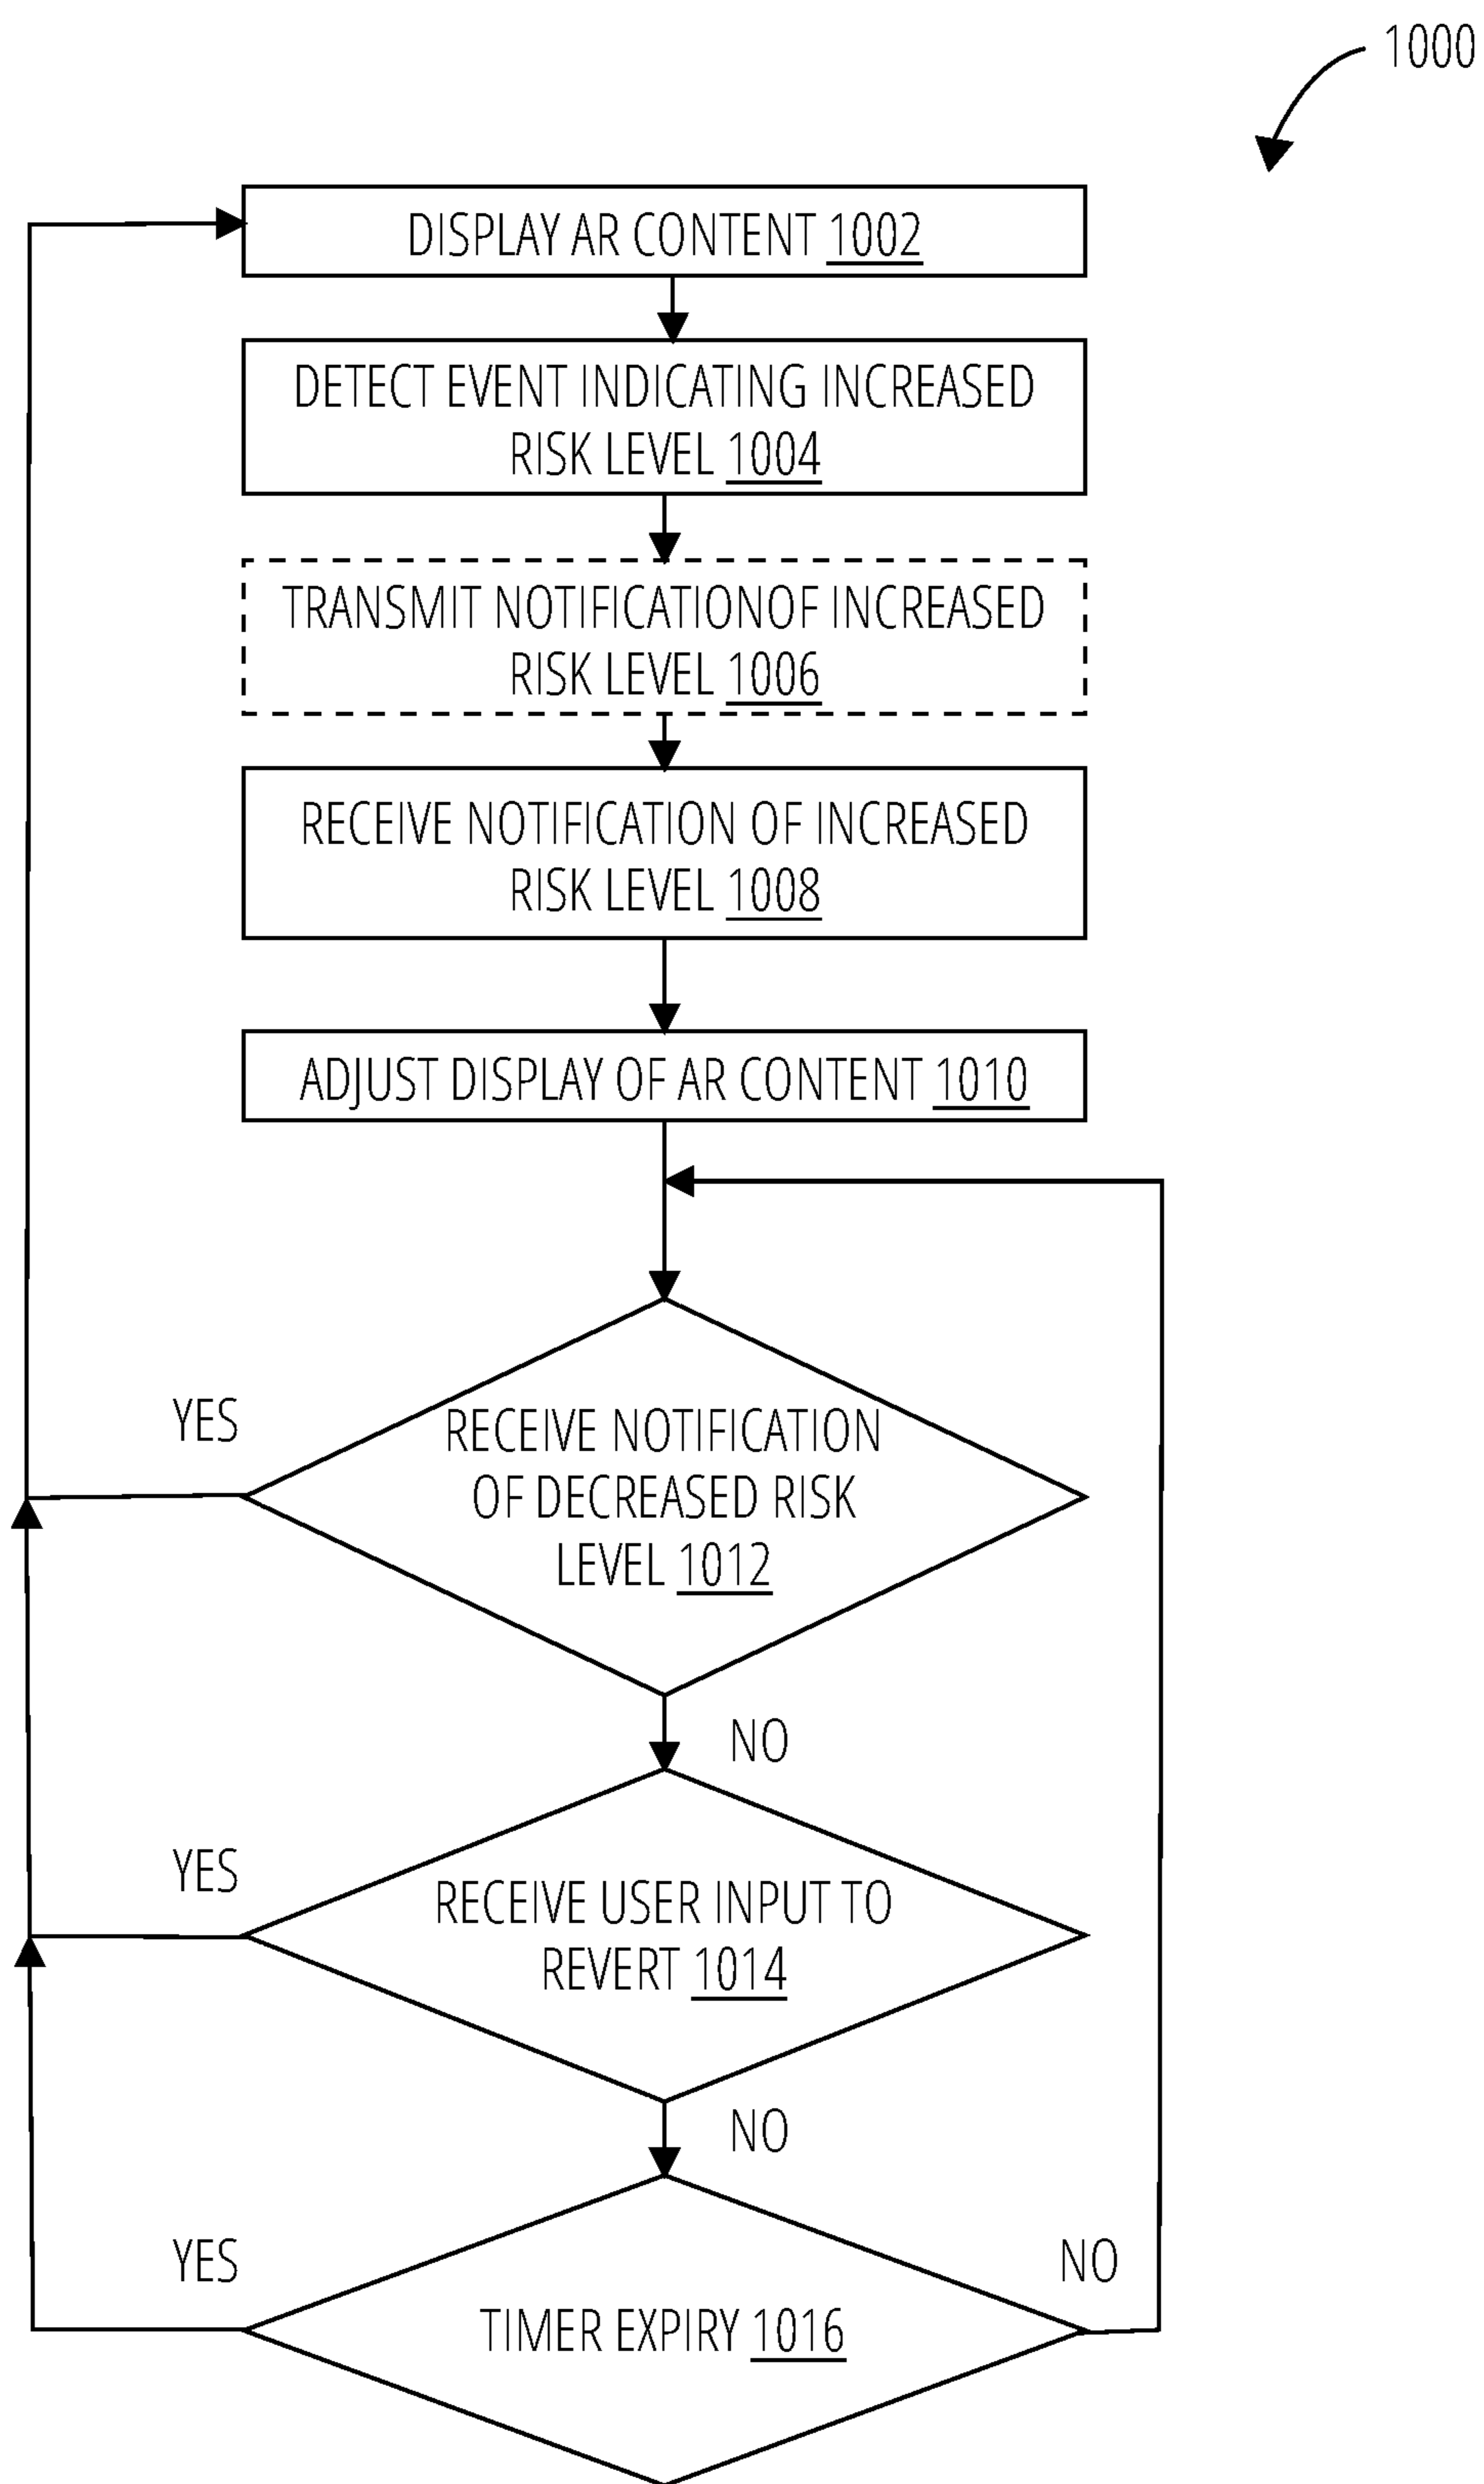 1000
DISPLAY AR CONTENT 1002
DETECT EVENT INDICATING INCREASED
RISK LEVEL 1004
TRANSMIT NOTIFICATIONOF INCREASED
RISK LEVEL 1006
RECEIVE NOTIFICATION OF INCREASED
RISK LEVEL 1008
ADJUST DISPLAY OF AR CONTENT 1010
YES
RECEIVE NOTIFICATION
OF DECREASED RISK
LEVEL 1012
NO
YES
RECEIVE USER INPUT TO
REVERT 1014
NO
YES
NO
TIMER EXPIRY 1016